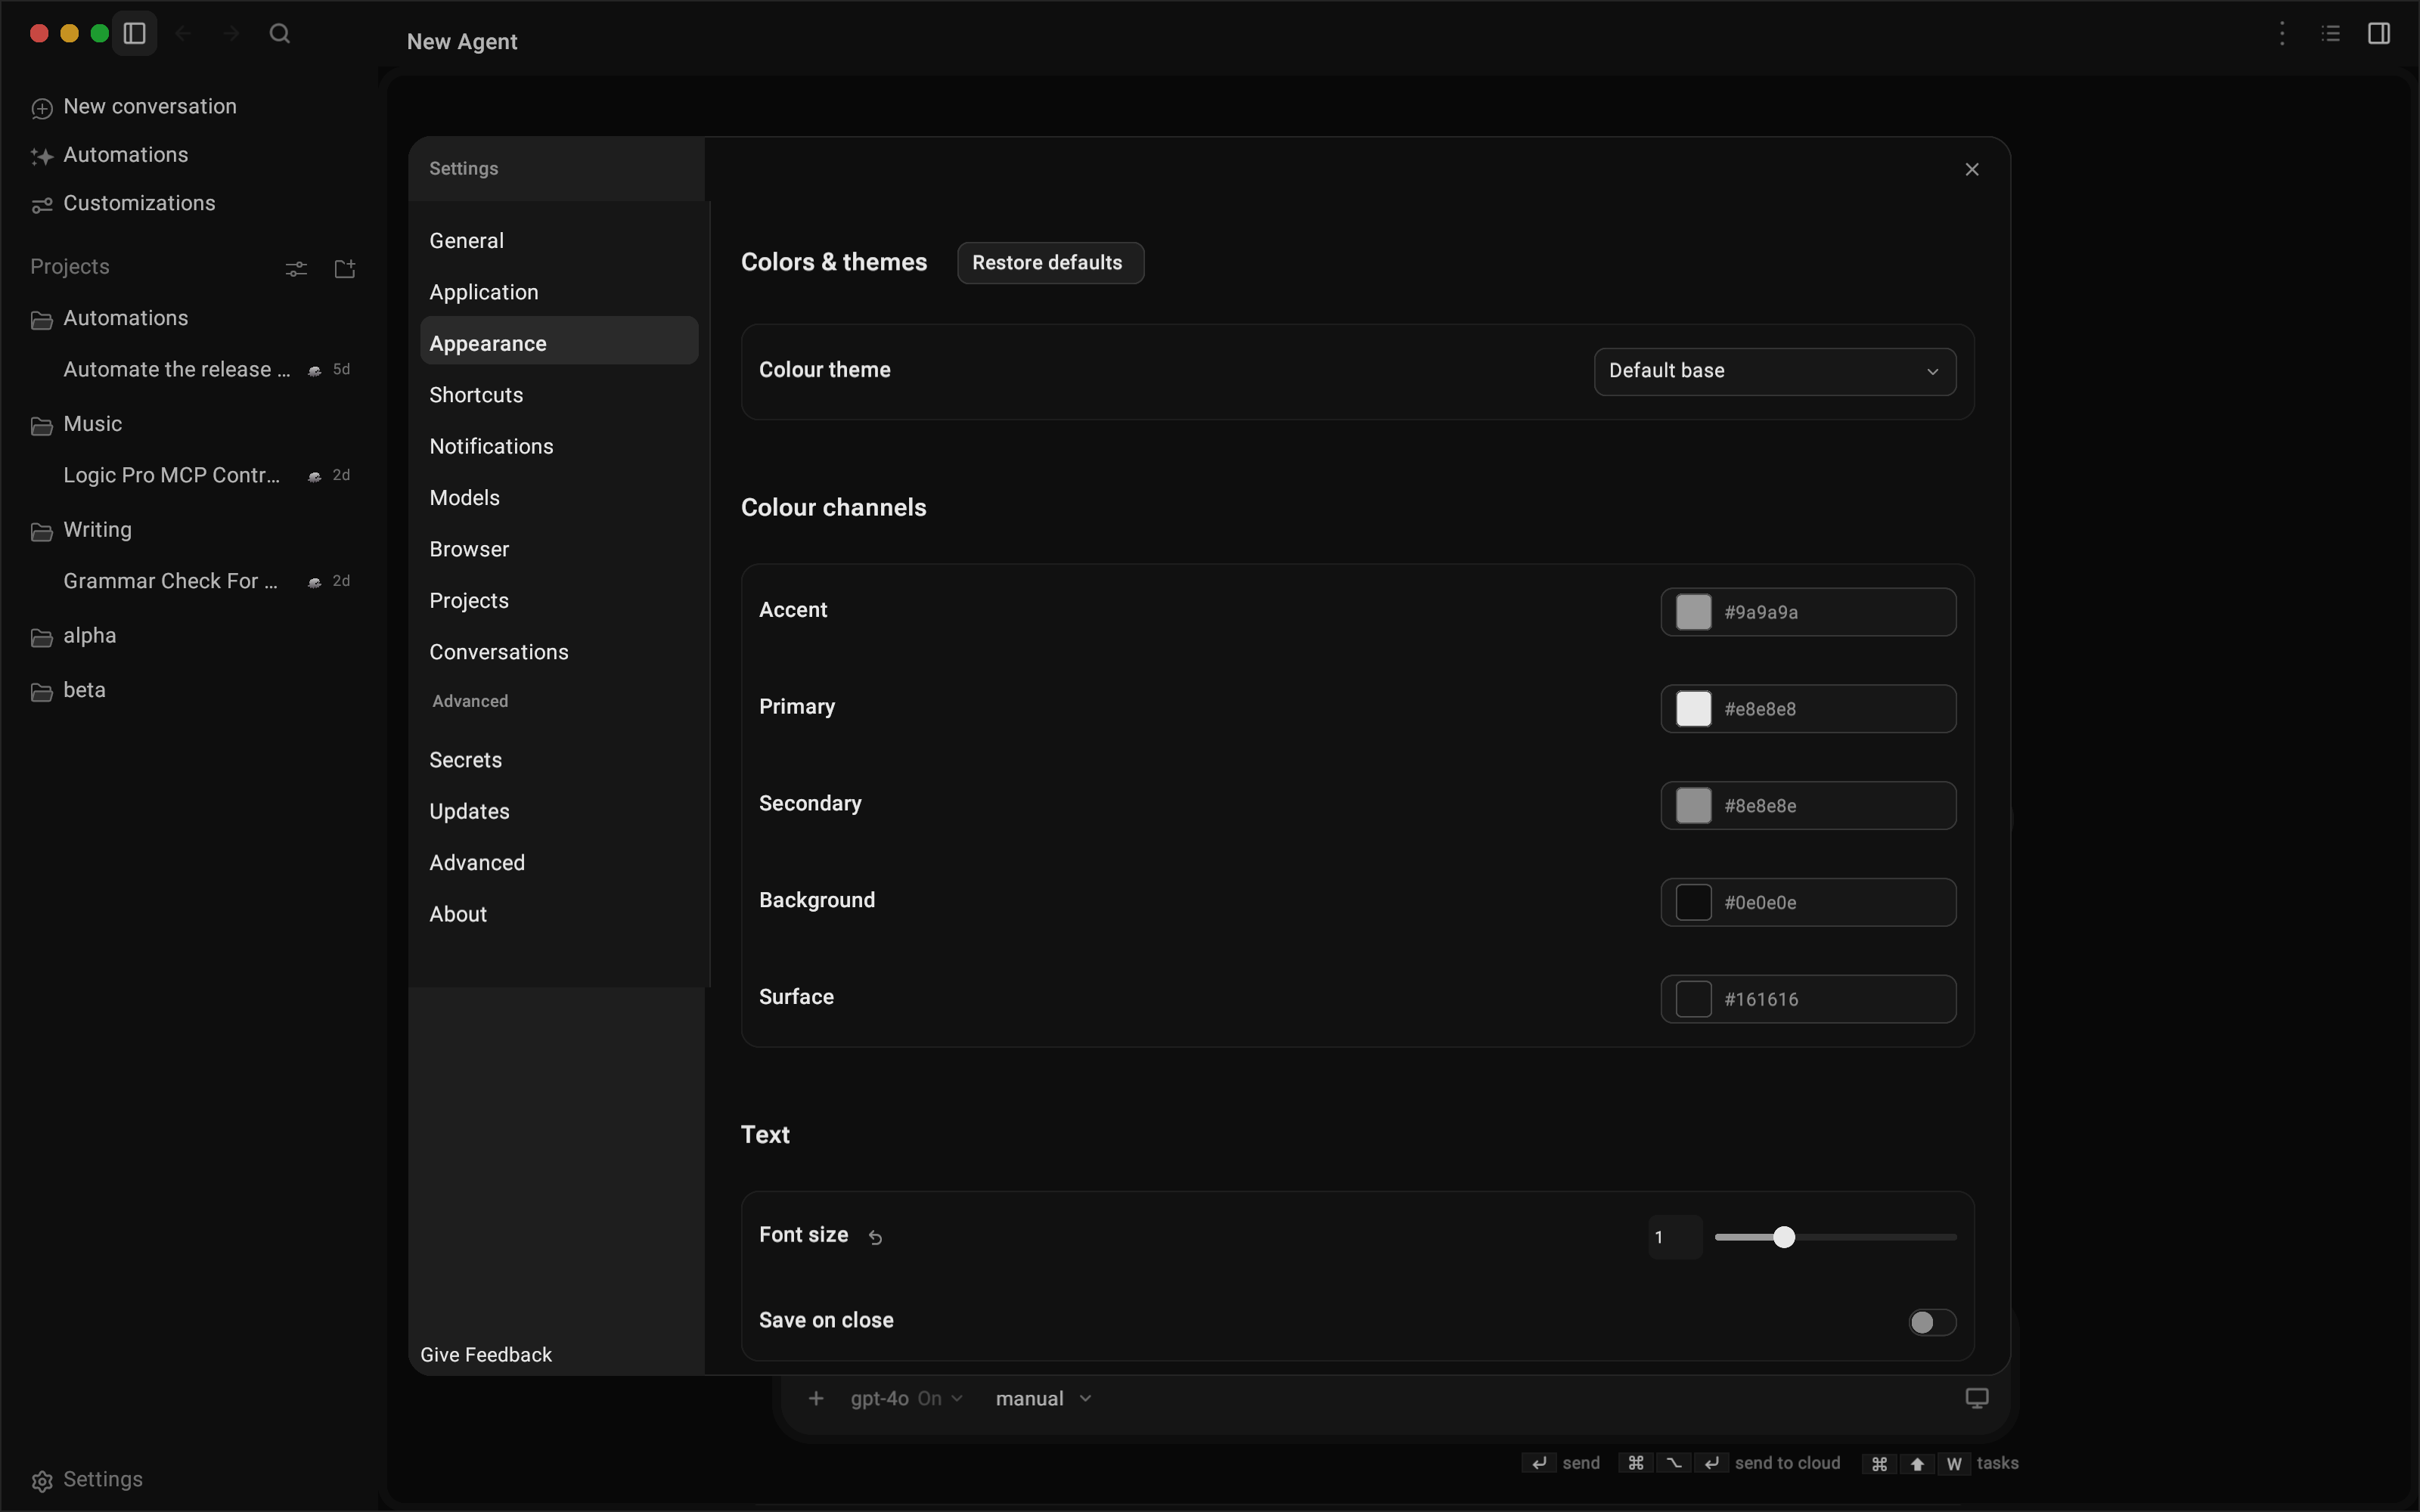 New Agent
New conversation
Automations
Customizations
Projects
Automations
Automate the release ... 5d
Music
Logic Pro MCP Contr... 2d
Writing
Grammar Check For ... 2d
alpha
beta
Settings
Settings
General
Application
Appearance
Shortcuts
Notifications
Models
Browser
Projects
Conversations
Advanced
Secrets
Updates
Advanced
About
Give Feedback
Colors & themes
Restore defaults
Colour theme
Default base
Colour channels
Accent
#9a9a9a
Primary
#e8e8e8
Secondary
#8e8e8e
Background
#0e0e0e
Surface
#161616
Text
Font size
1
Save on close
gpt-4o On
manual
send
⌘ ⌥ send to cloud
⌘ W tasks